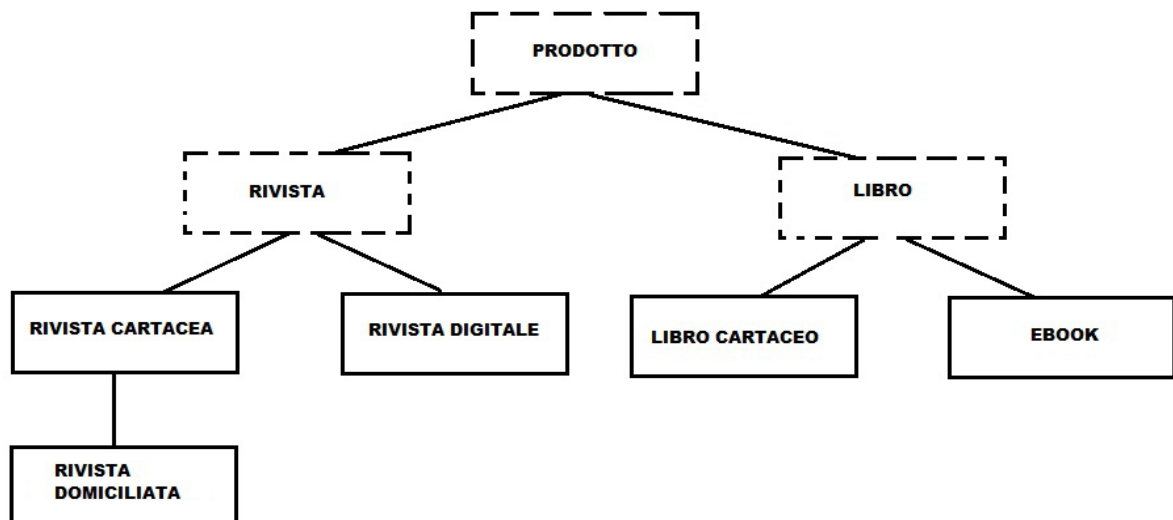 PRODOTTO
RIVISTA
LIBRO
RIVISTA CARTACEA
RIVISTA DIGITALE
LIBRO CARTACEO
EBOOK
RIVISTA
DOMICILIATA